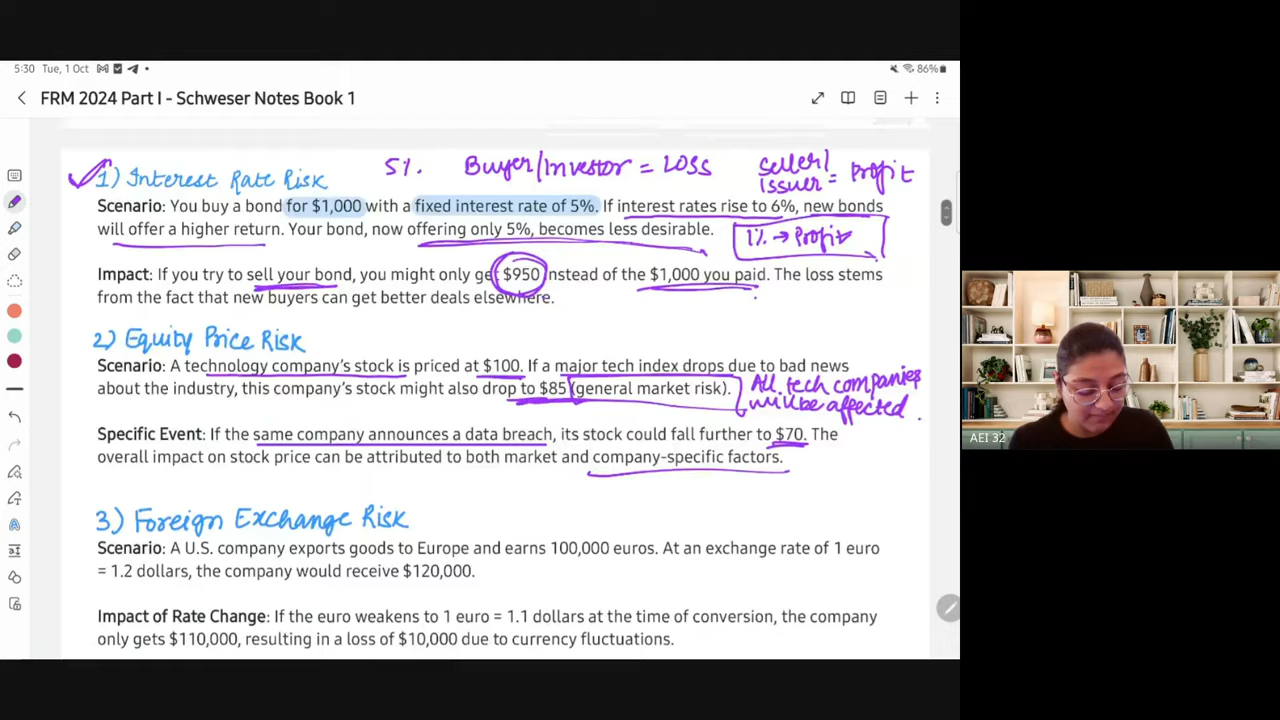 5:30 Tue, 1 Oct
86%
FRM 2024 Part I - Schweser Notes Book 1
5%. Buyer/Investor = LOSS
Seller/
Issuer = Profit
1) Interest Rate Risk
Scenario: You buy a bond for $1,000 with a fixed interest rate of 5%. If interest rates rise to 6%, new bonds
will offer a higher return. Your bond, now offering only 5%, becomes less desirable.
1% → Profit
Impact: If you try to sell your bond, you might only get $950 instead of the $1,000 you paid. The loss stems
from the fact that new buyers can get better deals elsewhere.
2) Equity Price Risk
Scenario: A technology company's stock is priced at $100. If a major tech index drops due to bad news
about the industry, this company's stock might also drop to $85 (general market risk).
All tech companies
will be affected.
Specific Event: If the same company announces a data breach, its stock could fall further to $70. The
overall impact on stock price can be attributed to both market and company-specific factors.
3) Foreign Exchange Risk
Scenario: A U.S. company exports goods to Europe and earns 100,000 euros. At an exchange rate of 1 euro
= 1.2 dollars, the company would receive $120,000.
Impact of Rate Change: If the euro weakens to 1 euro = 1.1 dollars at the time of conversion, the company
only gets $110,000, resulting in a loss of $10,000 due to currency fluctuations.
AEI 32